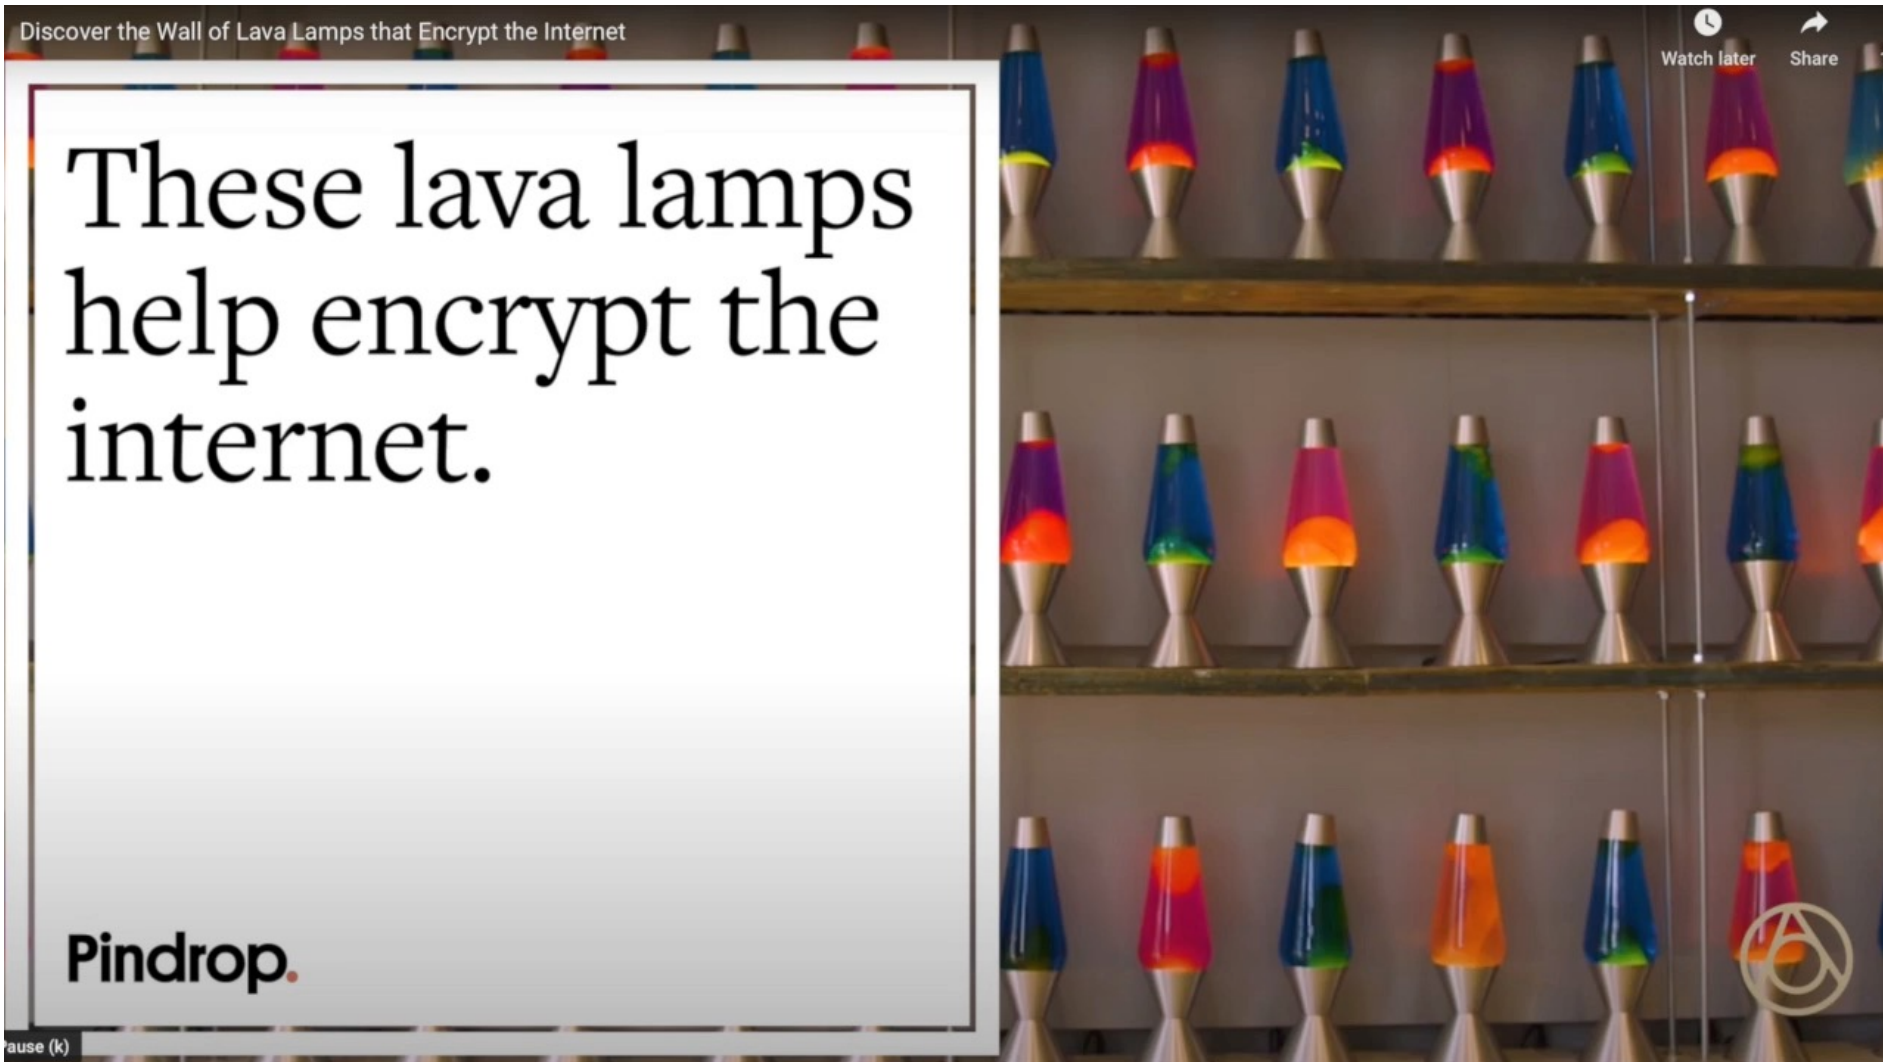 Discover the Wall of Lava Lamps that Encrypt the Internet
Watch later
Share
These lava lamps
help encrypt the
internet.
Pindrop.
Pause (k)